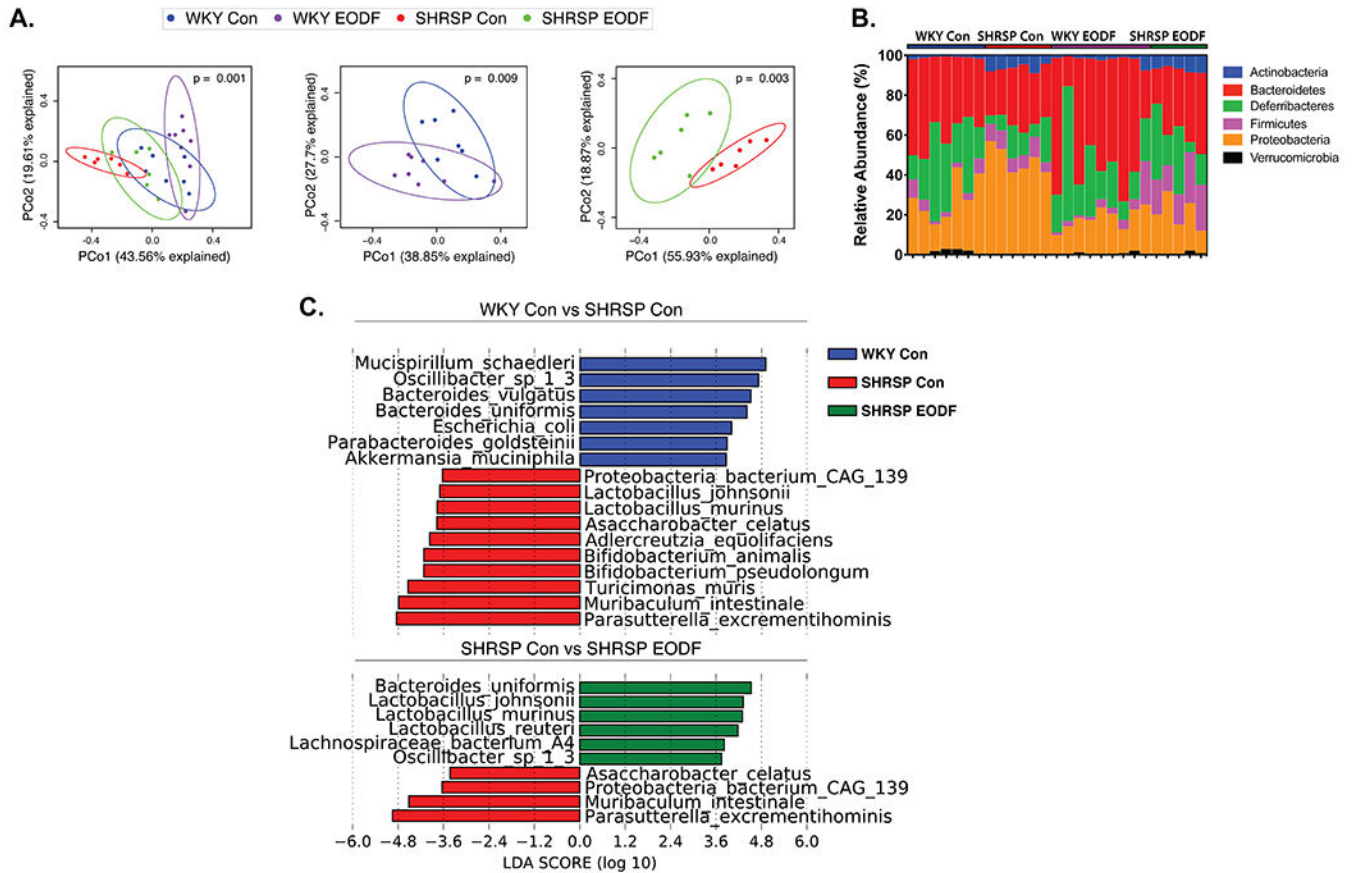 A.
WKY Con WKY EODF SHRSP Con SHRSP EODF
p = 0.001
PCo2 (19.61% explained)
0.4
0.0
-0.4
-0.4 0.0 0.4
PCo1 (43.56% explained)
p = 0.009
PCo2 (27.7% explained)
0.4
0.0
-0.4
-0.4 0.0 0.4
PCo1 (38.85% explained)
p = 0.003
PCo2 (18.87% explained)
0.4
0.0
-0.4
-0.4 0.0 0.4
PCo1 (55.93% explained)
B.
WKY Con SHRSP Con WKY EODF SHRSP EODF
Relative Abundance (%)
100
80
60
40
20
0
Actinobacteria
Bacteroidetes
Deferribacteres
Firmicutes
Proteobacteria
Verrucomicrobia
C.
WKY Con vs SHRSP Con
WKY Con
SHRSP Con
SHRSP EODF
Mucispirillum_schaedleri
Oscillibacter_sp_1_3
Bacteroides_vulgatus
Bacteroides_uniformis
Escherichia_coli
Parabacteroides_goldsteinii
Akkermansia_muciniphila
Proteobacteria_bacterium_CAG_139
Lactobacillus_johnsonii
Lactobacillus_murinus
Asaccharobacter_celatus
Adlercreutzia_equolifaciens
Bifidobacterium_animalis
Bifidobacterium_pseudolongum
Turicimonas_muris
Muribaculum_intestinale
Parasutterella_excrementihominis
SHRSP Con vs SHRSP EODF
Bacteroides_uniformis
Lactobacillus_johnsonii
Lactobacillus_murinus
Lactobacillus_reuteri
Lachnospiraceae_bacterium_A4
Oscillibacter_sp_1_3
Asaccharobacter_celatus
Proteobacteria_bacterium_CAG_139
Muribaculum_intestinale
Parasutterella_excrementihominis
−6.0 −4.8 −3.6 −2.4 −1.2 0.0 1.2 2.4 3.6 4.8 6.0
LDA SCORE (log 10)